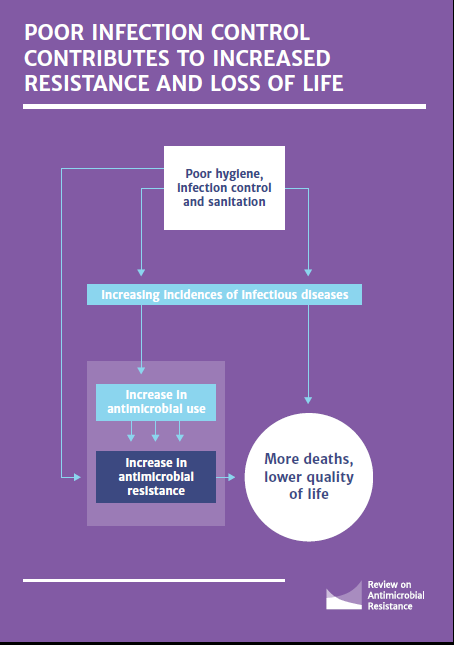 POOR INFECTION CONTROL
CONTRIBUTES TO INCREASED
RESISTANCE AND LOSS OF LIFE
Poor hygiene,
infection control
and sanitation
Increasing incidences of infectious diseases
Increase in
antimicrobial use
Increase in
antimicrobial
resistance
More deaths,
lower quality
of life
Review on
Antimicrobial
Resistance